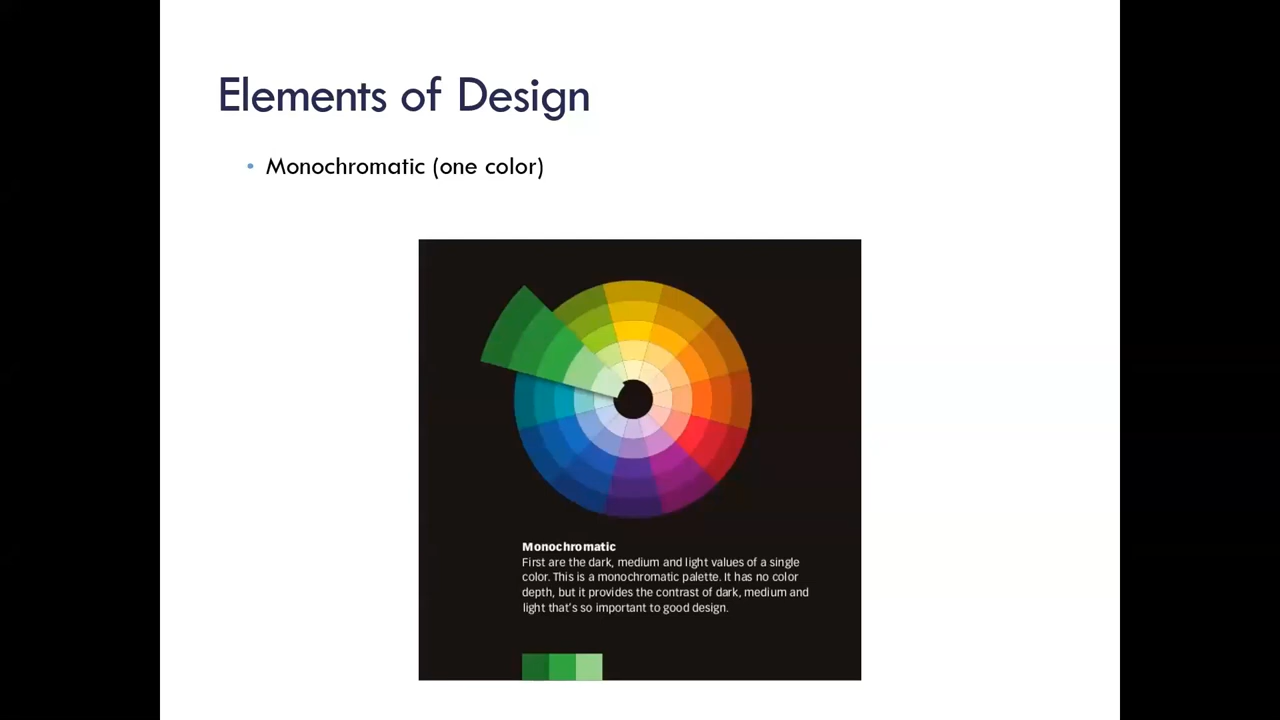 Elements of Design
• Monochromatic (one color)
Monochromatic
First are the dark, medium and light values of a single
color. This is a monochromatic palette. It has no color
depth, but it provides the contrast of dark, medium and
light that's so important to good design.